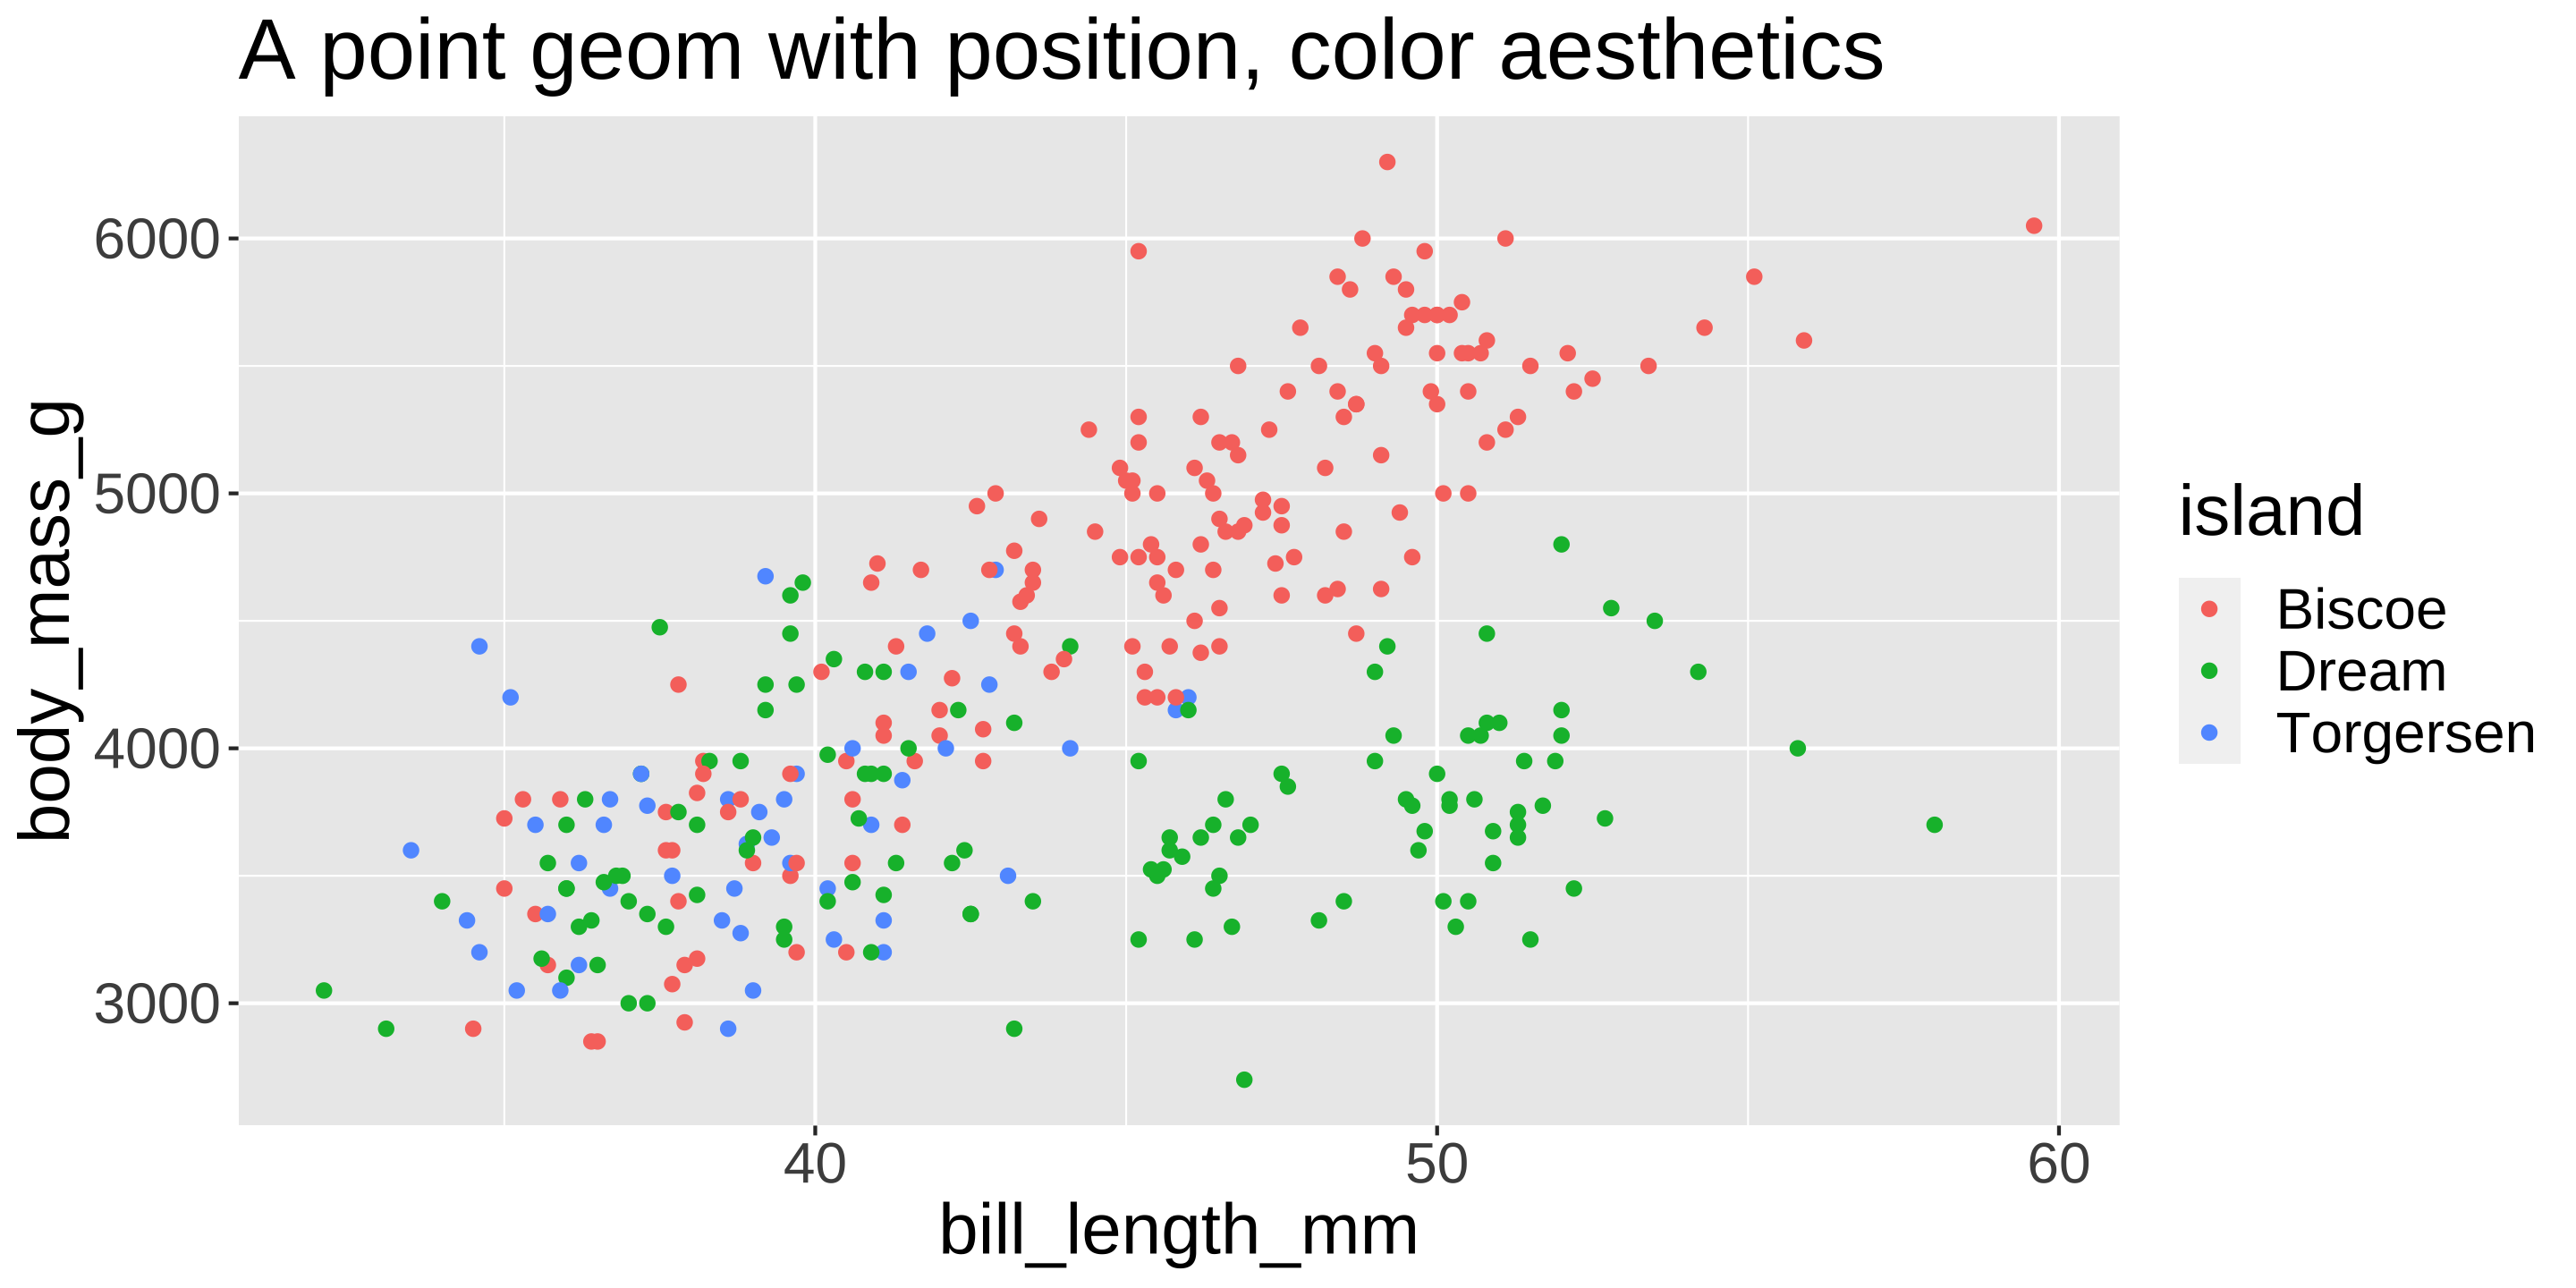 A point geom with position, color aesthetics
body_mass_g
6000
5000
4000
3000
40
50
60
bill_length_mm
island
Biscoe
Dream
Torgersen